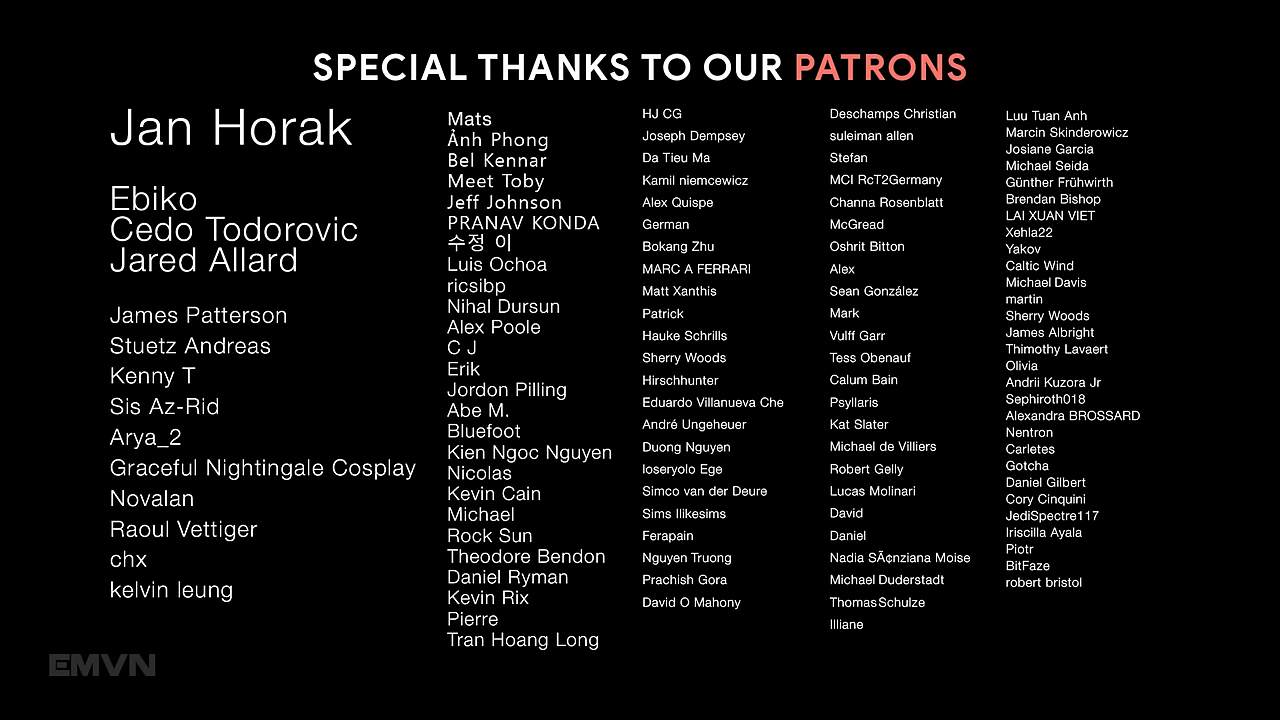 SPECIAL THANKS TO OUR PATRONS
Jan Horak
Ebiko
Cedo Todorovic
Jared Allard
James Patterson
Stuetz Andreas
Kenny T
Sis Az-Rid
Arya_2
Graceful Nightingale Cosplay
Novalan
Raoul Vettiger
chx
kelvin leung
Mats
Ảnh Phong
Bel Kennar
Meet Toby
Jeff Johnson
PRANAV KONDA
수정 이
Luis Ochoa
ricsibp
Nihal Dursun
Alex Poole
C J
Erik
Jordon Pilling
Abe M.
Bluefoot
Kien Ngoc Nguyen
Nicolas
Kevin Cain
Michael
Rock Sun
Theodore Bendon
Daniel Ryman
Kevin Rix
Pierre
Tran Hoang Long
HJ CG
Joseph Dempsey
Da Tieu Ma
Kamil niemcewicz
Alex Quispe
German
Bokang Zhu
MARC A FERRARI
Matt Xanthis
Patrick
Hauke Schrills
Sherry Woods
Hirschhunter
Eduardo Villanueva Che
André Ungeheuer
Duong Nguyen
loseryolo Ege
Simco van der Deure
Sims Ilikesims
Ferapain
Nguyen Truong
Prachish Gora
David O Mahony
Deschamps Christian
suleiman allen
Stefan
MCI RcT2Germany
Channa Rosenblatt
McGread
Oshrit Bitton
Alex
Sean González
Mark
Vulff Garr
Tess Obenauf
Calum Bain
Psyllaris
Kat Slater
Michael de Villiers
Robert Gelly
Lucas Molinari
David
Daniel
Nadia SÃ¢nziana Moise
Michael Duderstadt
Thomas Schulze
Illiane
Luu Tuan Anh
Marcin Skinderowicz
Josiane Garcia
Michael Seida
Günther Frühwirth
Brendan Bishop
LAI XUAN VIET
Xehla22
Yakov
Caltic Wind
Michael Davis
martin
Sherry Woods
James Albright
Thimothy Lavaert
Olivia
Andrii Kuzora Jr
Sephiroth018
Alexandra BROSSARD
Nentron
Carletes
Gotcha
Daniel Gilbert
Cory Cinquini
JediSpectre117
Iriscilla Ayala
Piotr
BitFaze
robert bristol
EMVN